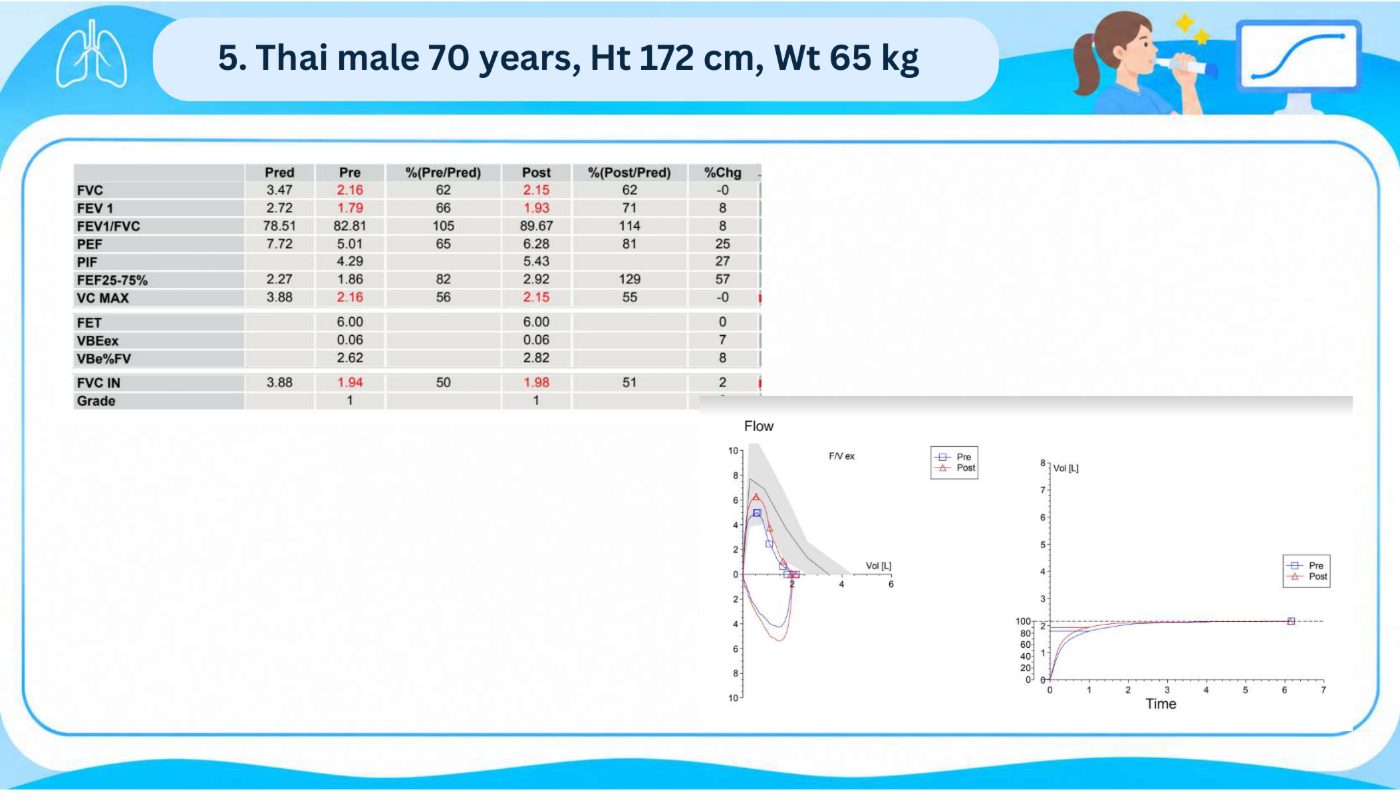 5. Thai male 70 years, Ht 172 cm, Wt 65 kg
Pred Pre %(Pre/Pred) Post %(Post/Pred) %Chg
FVC 3.47 2.16 62 2.15 62 -0
FEV 1 2.72 1.79 66 1.93 71 8
FEV1/FVC 78.51 82.81 105 89.67 114 8
PEF 7.72 5.01 65 6.28 81 25
PIF 4.29 5.43 27
FEF25-75% 2.27 1.86 82 2.92 129 57
VC MAX 3.88 2.16 56 2.15 55 -0
FET 6.00 6.00 0
VBEex 0.06 0.06 7
VBe%FV 2.62 2.82 8
FVC IN 3.88 1.94 50 1.98 51 2
Grade 1 1
Flow
F/V ex
Pre
Post
10
8
6
4
2
0
2
4
6
8
10
Vol [L]
2 4 6
Vol [L]
8
7
6
5
4
3
2
1
0
100
80
60
40
20
0
Pre
Post
0 1 2 3 4 5 6 7
Time